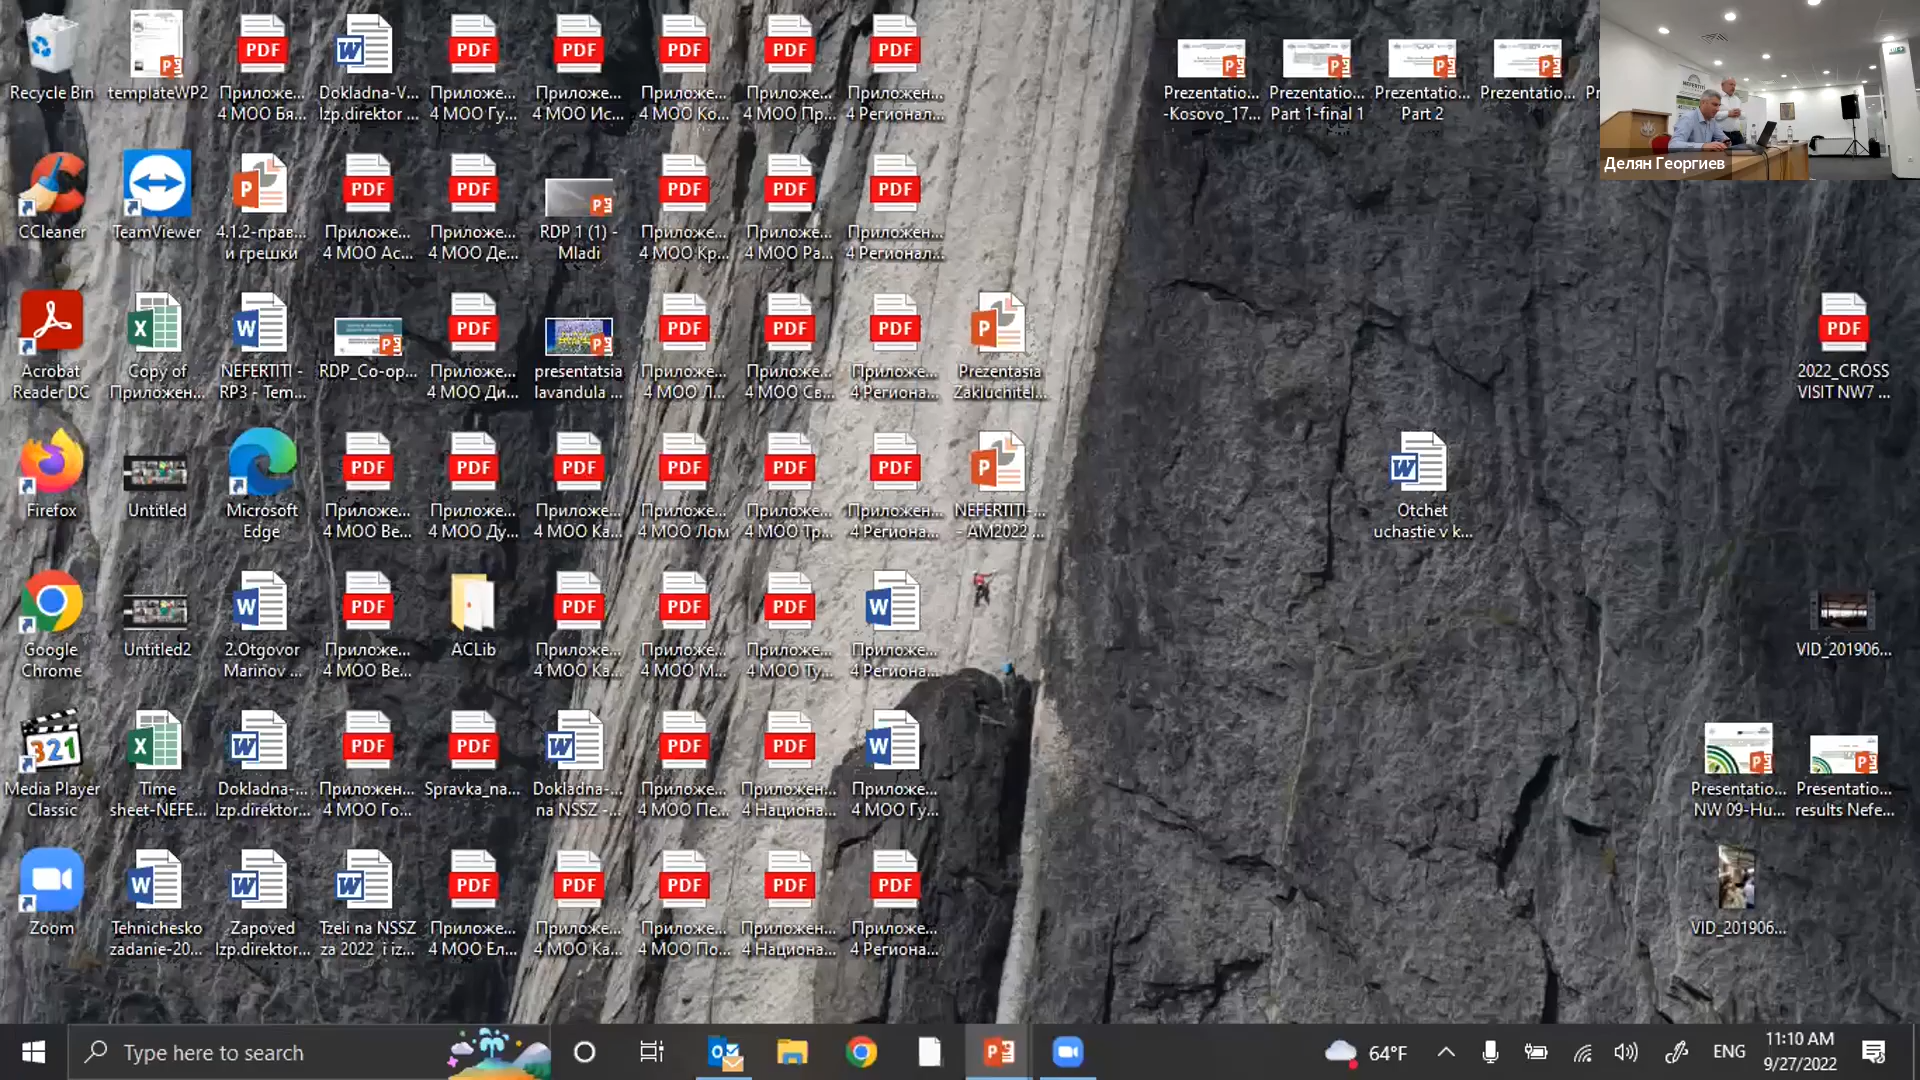 Recycle Bin
templateWP2
Приложе...
4 МОО Бя...
Dokladna-V...
Izp.direktor ...
Приложе...
4 МОО Гу...
Приложе...
4 МОО Ис...
Приложе...
4 МОО Ко...
Приложе...
4 МОО Пр...
Приложен...
4 Регионал...
Prezentatio...
-Kosovo_17...
Prezentatio...
Part 1-final 1
Prezentatio...
Part 2
Prezentatio...
Pr
NEFERTITI
Делян Георгиев
CCleaner
TeamViewer
4.1.2-прав...
и грешки
Приложе...
4 МОО Ас...
Приложе...
4 МОО Де...
RDP 1 (1) -
Mladi
Приложе...
4 МОО Кр...
Приложе...
4 МОО Ра...
Приложен...
4 Регионал...
Acrobat
Reader DC
Copy of
Приложен...
NEFERTITI -
RP3 - Tem...
RDP_Co-op...
Приложе...
4 МОО Ди...
presentatsia
lavandula ...
Приложе...
4 МОО Л...
Приложе...
4 МОО Св...
Приложе...
4 Региона...
Prezentasia
Zaklucnitel...
2022_CROSS
VISIT NW7 ...
Firefox
Untitled
Microsoft
Edge
Приложе...
4 МОО Ве...
Приложе...
4 МОО Ду...
Приложе...
4 МОО Ка...
Приложе...
4 МОО Лом
Приложе...
4 МОО Тр...
Приложен...
4 Региона...
NEFERTITI-...
- AM2022 ...
Otchet
uchastie v k...
Google
Chrome
Untitled2
2.Otgovor
Marinov ...
Приложе...
4 МОО Ве...
ACLib
Приложе...
4 МОО Ка...
Приложе...
4 МОО М...
Приложе...
4 МОО Ту...
Приложе...
4 Региона...
VID_201906...
321
Media Player
Classic
Time
sheet-NEFE...
Dokladna-...
Izp.direktor...
Приложен...
4 МОО Го...
Spravka_na...
Dokladna-...
na NSSZ -...
Приложе...
4 МОО Пе...
Приложен...
4 Национа...
Приложе...
4 МОО Гу...
Presentatio...
NW 09-Hu...
Presentatio...
results Nefe...
Zoom
Tehnichesko
zadanie-20...
Zapoved
Izp.direktor...
Tzeli na NSSZ
za 2022 i iz...
Приложе...
4 МОО Ел...
Приложе...
4 МОО Ка...
Приложе...
4 МОО По...
Приложен...
4 Национа...
Приложе...
4 Региона...
VID_201906...
Type here to search
64°F
ENG
11:10 AM
9/27/2022